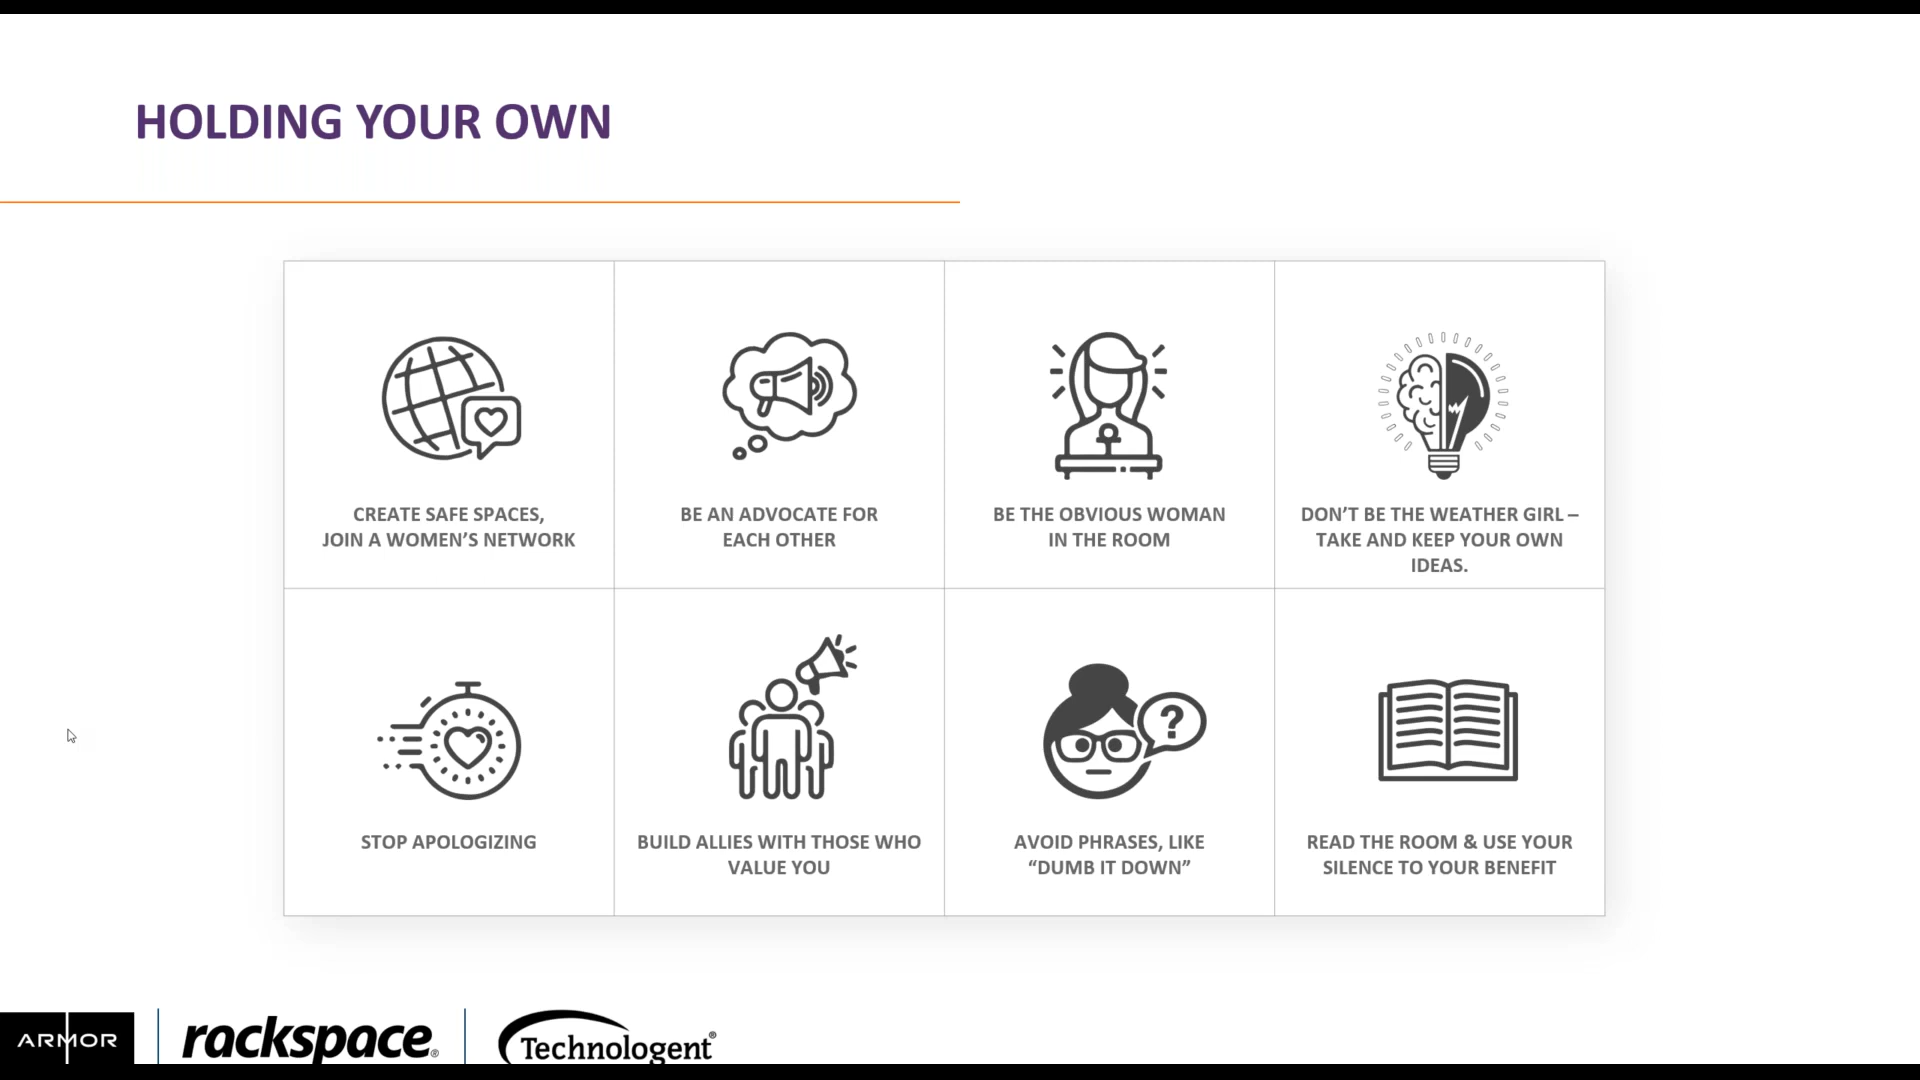 HOLDING YOUR OWN
CREATE SAFE SPACES,
JOIN A WOMEN’S NETWORK
BE AN ADVOCATE FOR
EACH OTHER
BE THE OBVIOUS WOMAN
IN THE ROOM
DON’T BE THE WEATHER GIRL –
TAKE AND KEEP YOUR OWN
IDEAS.
STOP APOLOGIZING
BUILD ALLIES WITH THOSE WHO
VALUE YOU
?
AVOID PHRASES, LIKE
“DUMB IT DOWN”
READ THE ROOM & USE YOUR
SILENCE TO YOUR BENEFIT
ARMOR
rackspace®
Technologent®